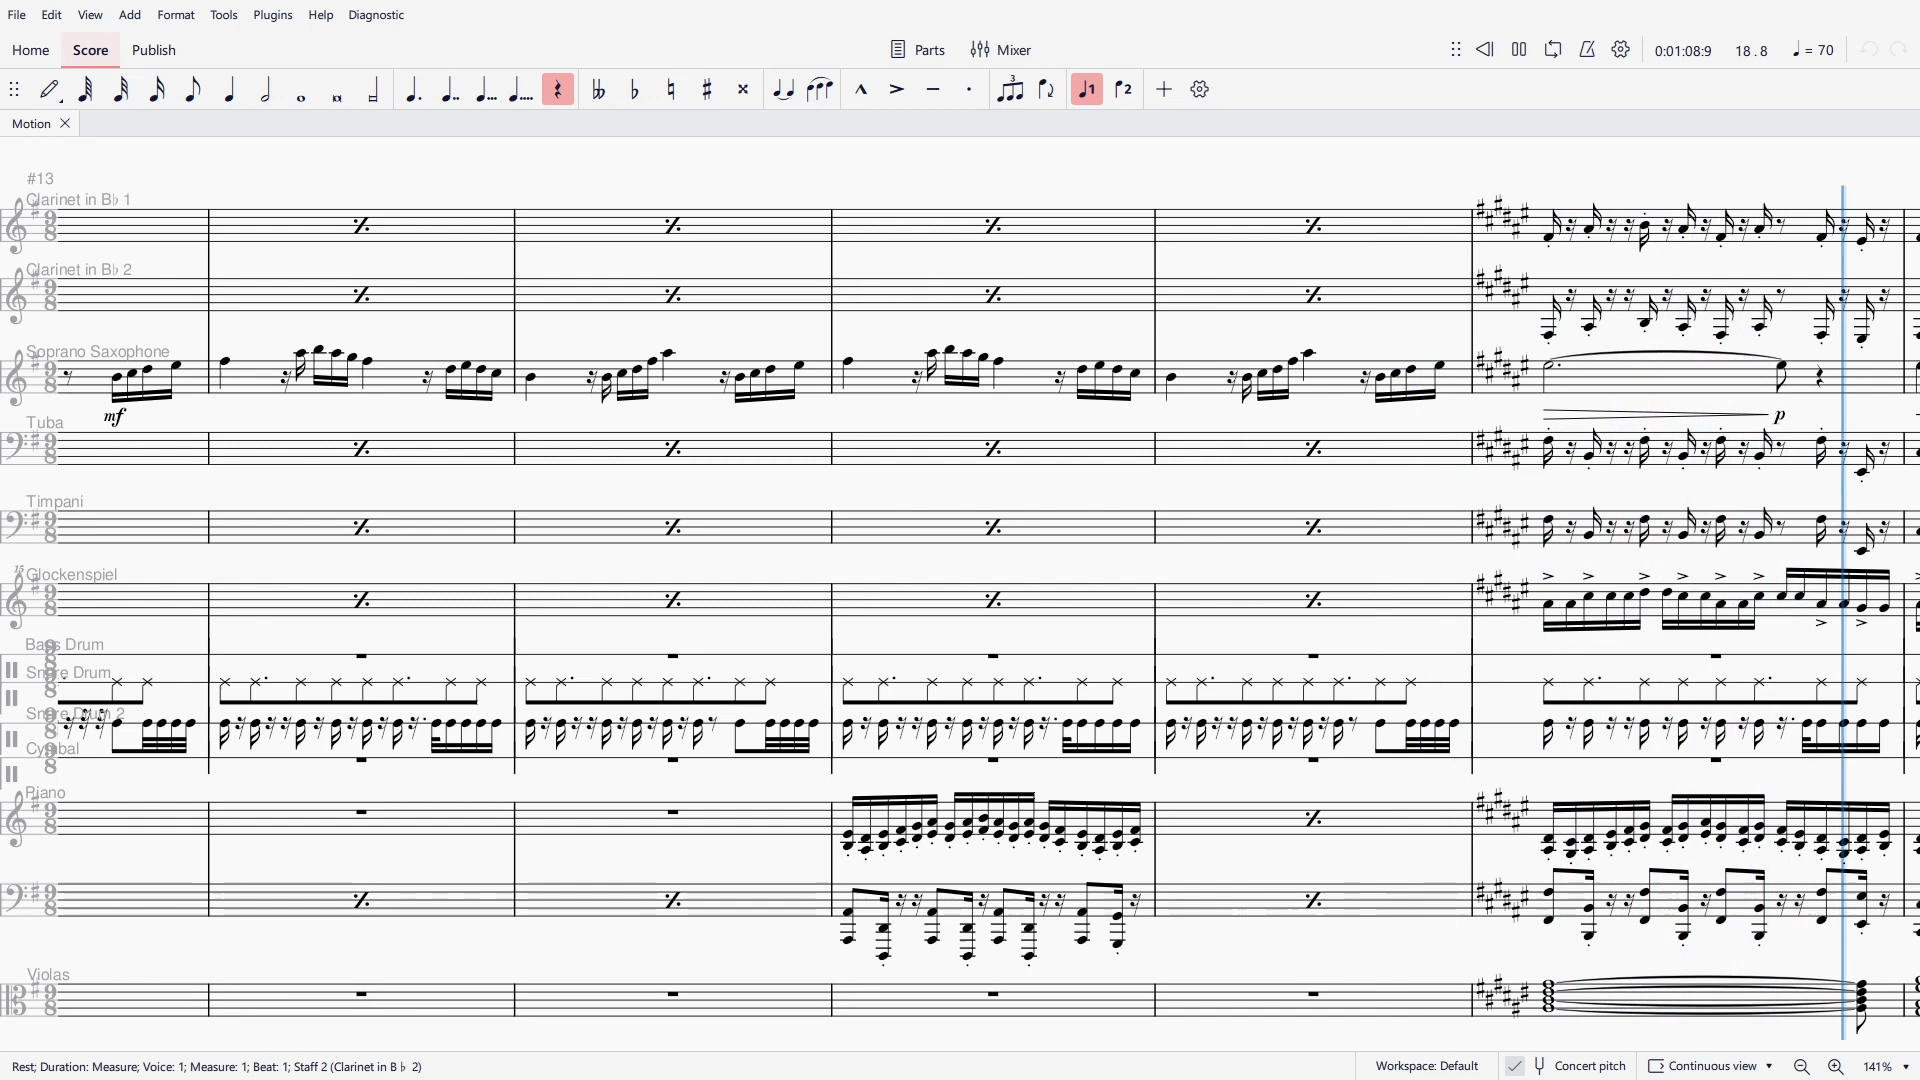 File Edit View Add Format Tools Plugins Help Diagnostic
Home Score Publish Parts Mixer 0:01:08:9 18 . 8 = 70
1 2
Motion
#13
Clarinet in B♭ 1
Clarinet in B♭ 2
Soprano Saxophone
mf
p
Tuba
Timpani
15
Glockenspiel
Bass Drum
Snare Drum
Snare Drum 2
Cymbal
Piano
Violas
Rest; Duration: Measure; Voice: 1; Measure: 1; Beat: 1; Staff 2 (Clarinet in B♭ 2) Workspace: Default Concert pitch Continuous view 141%